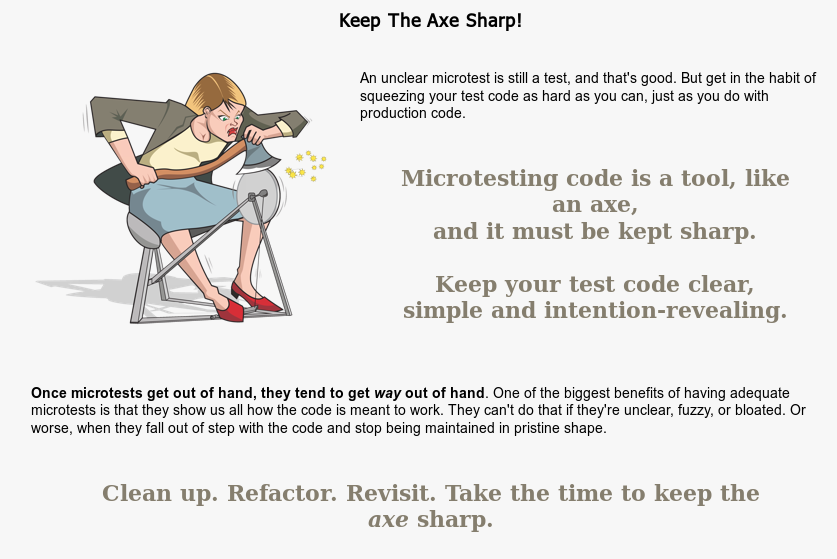 Keep The Axe Sharp!
An unclear microtest is still a test, and that's good. But get in the habit of
squeezing your test code as hard as you can, just as you do with
production code.
Microtesting code is a tool, like
an axe,
and it must be kept sharp.
Keep your test code clear,
simple and intention-revealing.
Once microtests get out of hand, they tend to get way out of hand. One of the biggest benefits of having adequate
microtests is that they show us all how the code is meant to work. They can't do that if they're unclear, fuzzy, or bloated. Or
worse, when they fall out of step with the code and stop being maintained in pristine shape.
Clean up. Refactor. Revisit. Take the time to keep the
axe sharp.